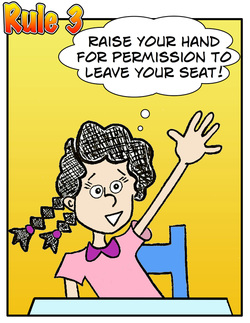 Rule 3
RAISE YOUR HAND
FOR PERMISSION TO
LEAVE YOUR SEAT!